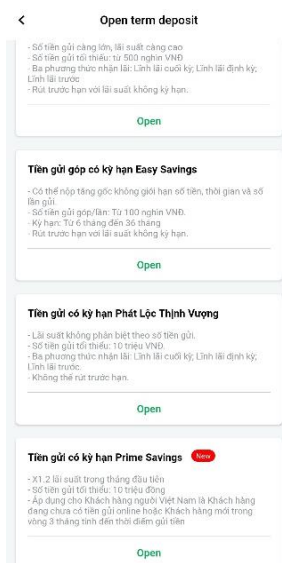 Open term deposit
- Số tiền gửi càng lớn, lãi suất càng cao
- Số tiền gửi tối thiểu: từ 500 nghìn VNĐ
- Ba phương thức nhận lãi: Lĩnh lãi cuối kỳ; Lĩnh lãi định kỳ;
Lĩnh lãi trước
- Rút trước hạn với lãi suất không kỳ hạn.
Open
Tiền gửi góp có kỳ hạn Easy Savings
- Có thể nộp tăng gốc không giới hạn số tiền, thời gian và số
lần gửi.
- Số tiền gửi góp/lần: Từ 100 nghìn VNĐ.
- Kỳ hạn: Từ 6 tháng đến 36 tháng
- Rút trước hạn với lãi suất không kỳ hạn.
Open
Tiền gửi có kỳ hạn Phát Lộc Thịnh Vượng
- Lãi suất không phân biệt theo số tiền gửi.
- Số tiền gửi tối thiểu: 10 triệu VNĐ.
- Ba phương thức nhận lãi: Lĩnh lãi cuối kỳ; Lĩnh lãi định kỳ;
Lĩnh lãi trước.
- Không thể rút trước hạn.
Open
Tiền gửi có kỳ hạn Prime Savings New
- X1.2 lãi suất trong tháng đầu tiên
- Số tiền gửi tối thiểu: 10 triệu đồng
- Áp dụng cho Khách hàng người Việt Nam là Khách hàng
đang chưa có tiền gửi online hoặc Khách hàng mới trong
vòng 3 tháng tính đến thời điểm gửi tiền
Open